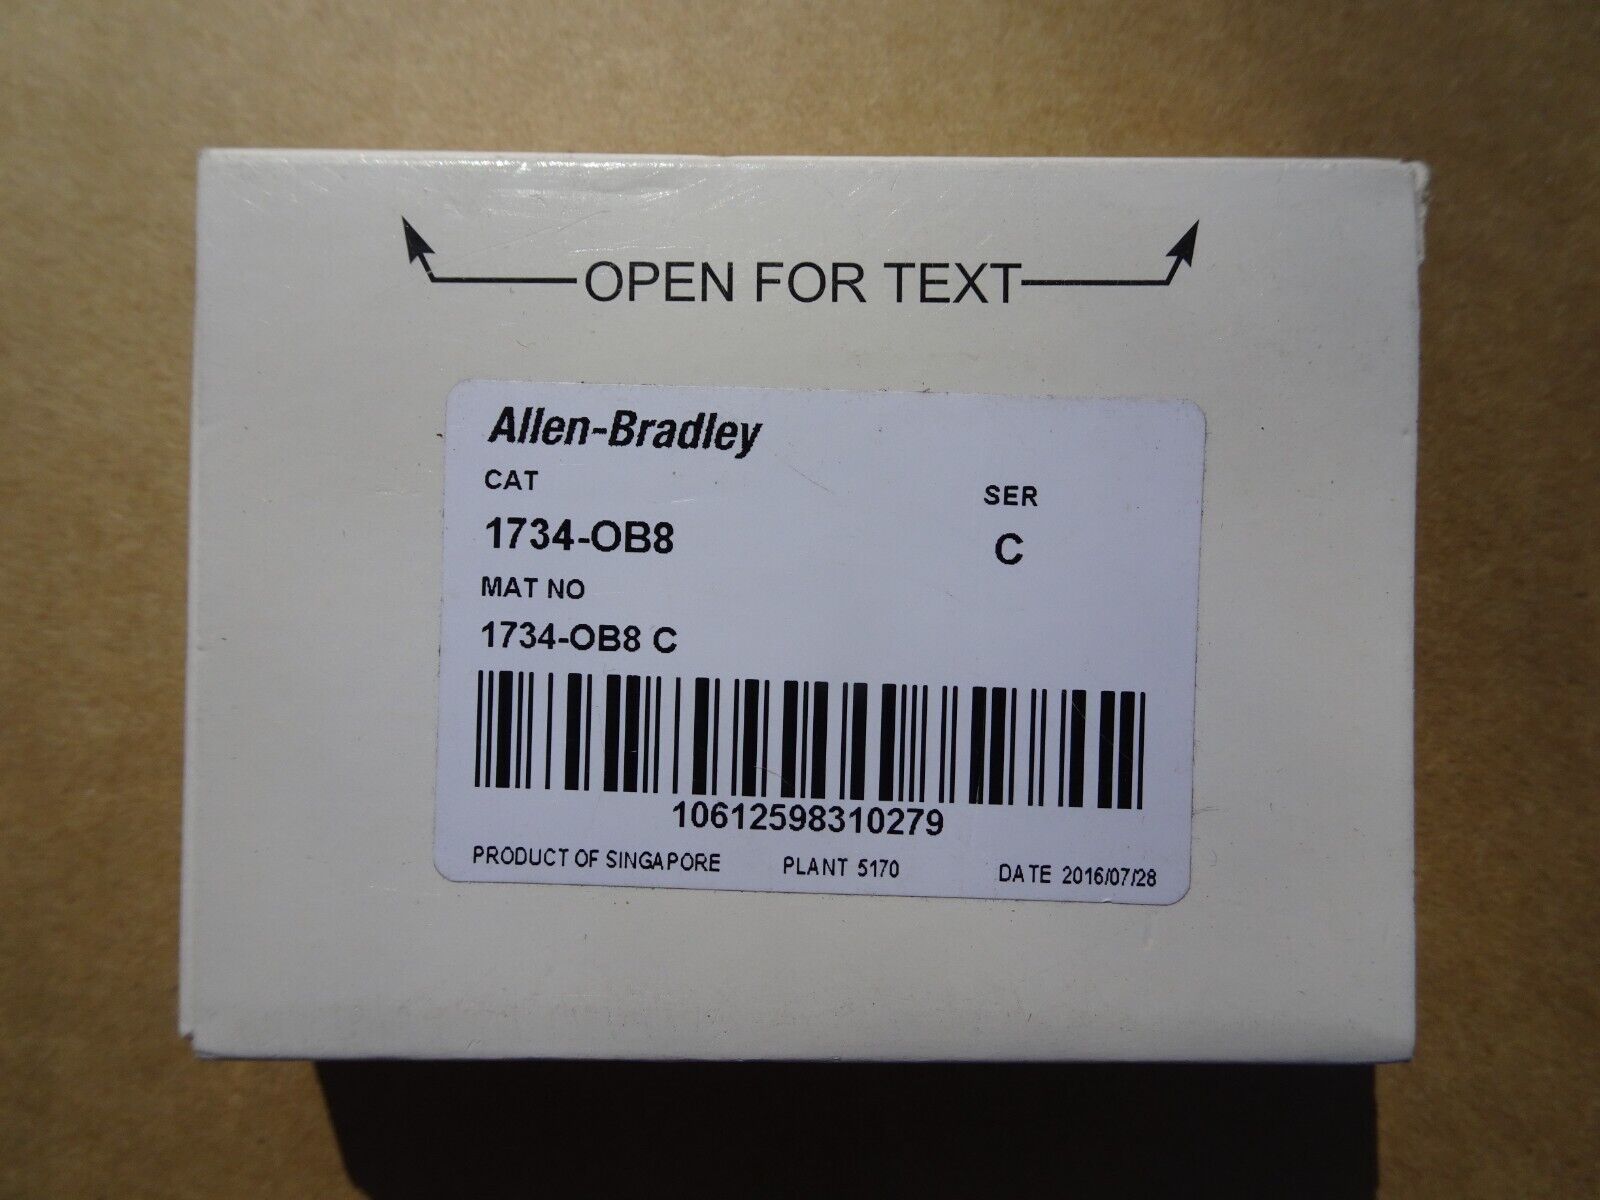 OPEN FOR TEXT
Allen-Bradley
CAT SER
1734-OB8 C
MAT NO
1734-OB8 C
10612598310279
PRODUCT OF SINGAPORE PLANT 5170 DATE 2016/07/28